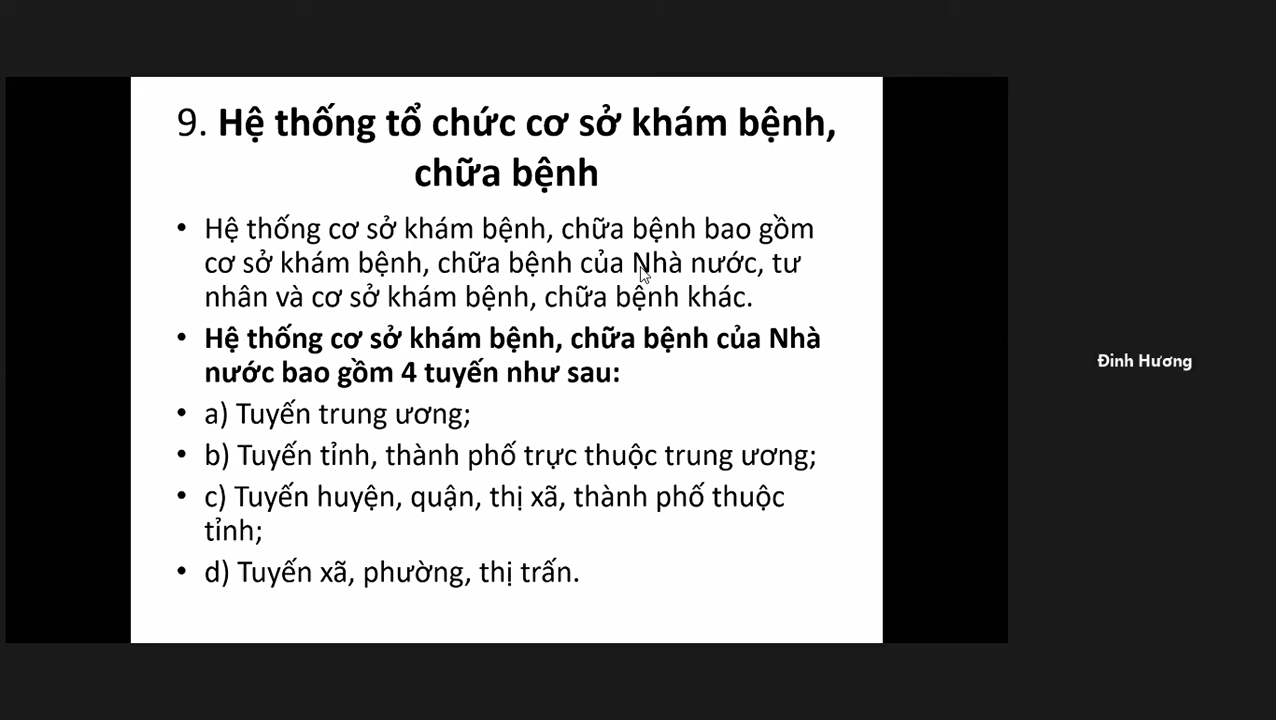 9. Hệ thống tổ chức cơ sở khám bệnh,
chữa bệnh
• Hệ thống cơ sở khám bệnh, chữa bệnh bao gồm
cơ sở khám bệnh, chữa bệnh của Nhà nước, tư
nhân và cơ sở khám bệnh, chữa bệnh khác.
• Hệ thống cơ sở khám bệnh, chữa bệnh của Nhà
nước bao gồm 4 tuyến như sau:
• a) Tuyến trung ương;
• b) Tuyến tỉnh, thành phố trực thuộc trung ương;
• c) Tuyến huyện, quận, thị xã, thành phố thuộc
tỉnh;
• d) Tuyến xã, phường, thị trấn.
Đinh Hương